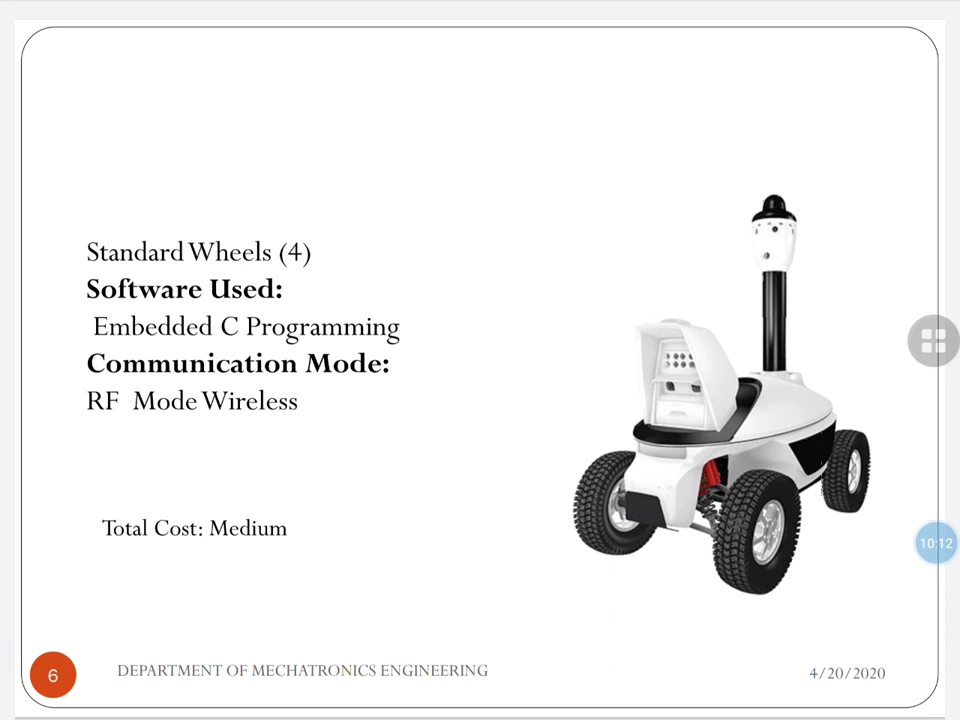 Standard Wheels (4)
Software Used:
Embedded C Programming
Communication Mode:
RF Mode Wireless
Total Cost: Medium
10:12
6
DEPARTMENT OF MECHATRONICS ENGINEERING
4/20/2020